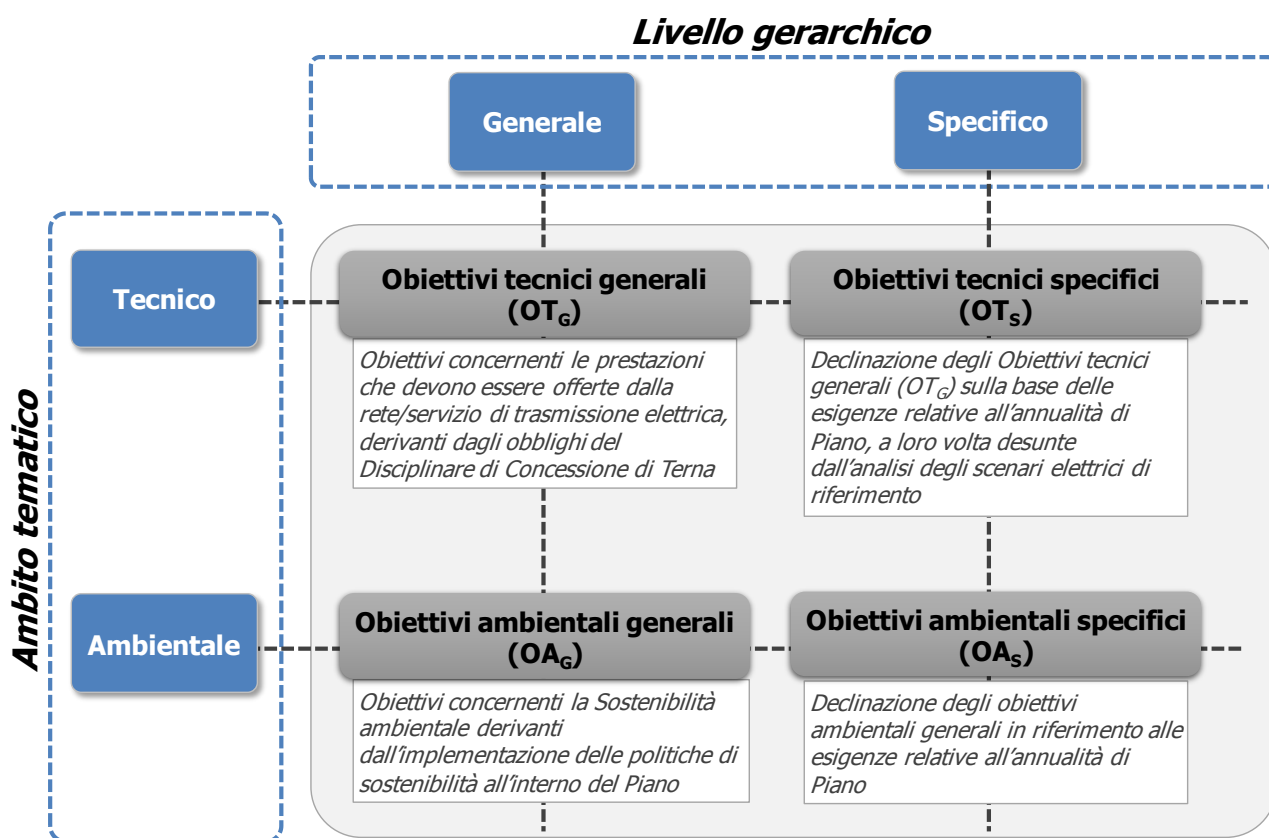 Livello gerarchico
Generale
Specifico
Ambito tematico
Tecnico
Obiettivi tecnici generali
(OTG)
Obiettivi concernenti le prestazioni
che devono essere offerte dalla
rete/servizio di trasmissione elettrica,
derivanti dagli obblighi del
Disciplinare di Concessione di Terna
Obiettivi tecnici specifici
(OTS)
Declinazione degli Obiettivi tecnici
generali (OTG) sulla base delle
esigenze relative all’annualità di
Piano, a loro volta desunte
dall’analisi degli scenari elettrici di
riferimento
Ambientale
Obiettivi ambientali generali
(OAG)
Obiettivi concernenti la Sostenibilità
ambientale derivanti
dall’implementazione delle politiche di
sostenibilità all’interno del Piano
Obiettivi ambientali specifici
(OAS)
Declinazione degli obiettivi
ambientali generali in riferimento alle
esigenze relative all’annualità di
Piano